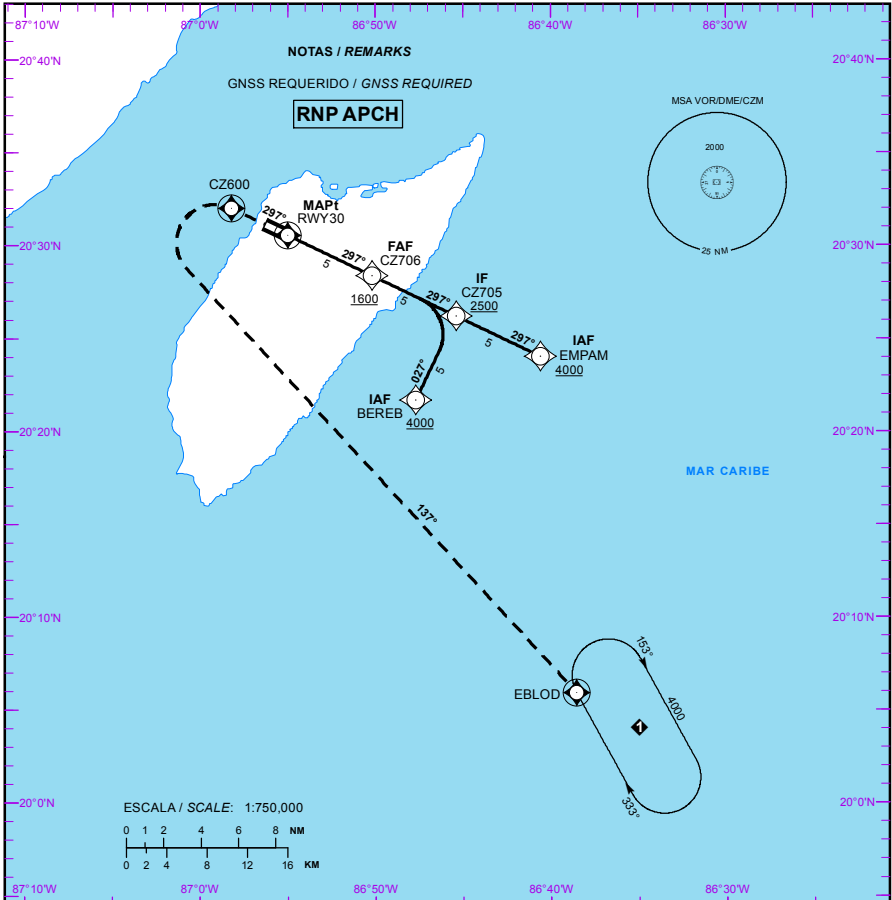 87°10'W
87°0'W
86°50'W
86°40'W
86°30'W
20°40'N
20°40'N
NOTAS / REMARKS
GNSS REQUERIDO / GNSS REQUIRED
RNP APCH
MSA VOR/DME/CZM
2000
25 NM
CZ600
297°
MAPt
RWY30
20°30'N
20°30'N
5
297°
FAF
CZ706
1600
5
297°
IF
CZ705
2500
5
297°
IAF
EMPAM
4000
027°
5
IAF
BEREB
4000
20°20'N
20°20'N
MAR CARIBE
137°
20°10'N
20°10'N
153°
4000
EBLOD
1
333°
20°0'N
20°0'N
ESCALA / SCALE: 1:750,000
0 1 2 4 6 8 NM
0 2 4 8 12 16 KM
87°10'W
87°0'W
86°50'W
86°40'W
86°30'W